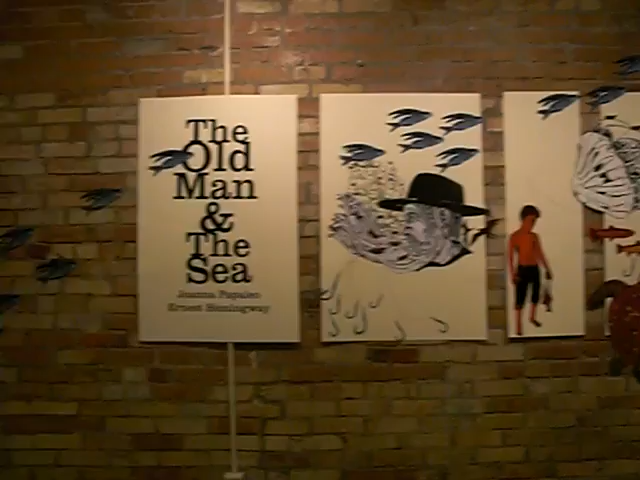 The
Old
Man
&
The
Sea
Joanna Papaleo
Ernest Hemingway